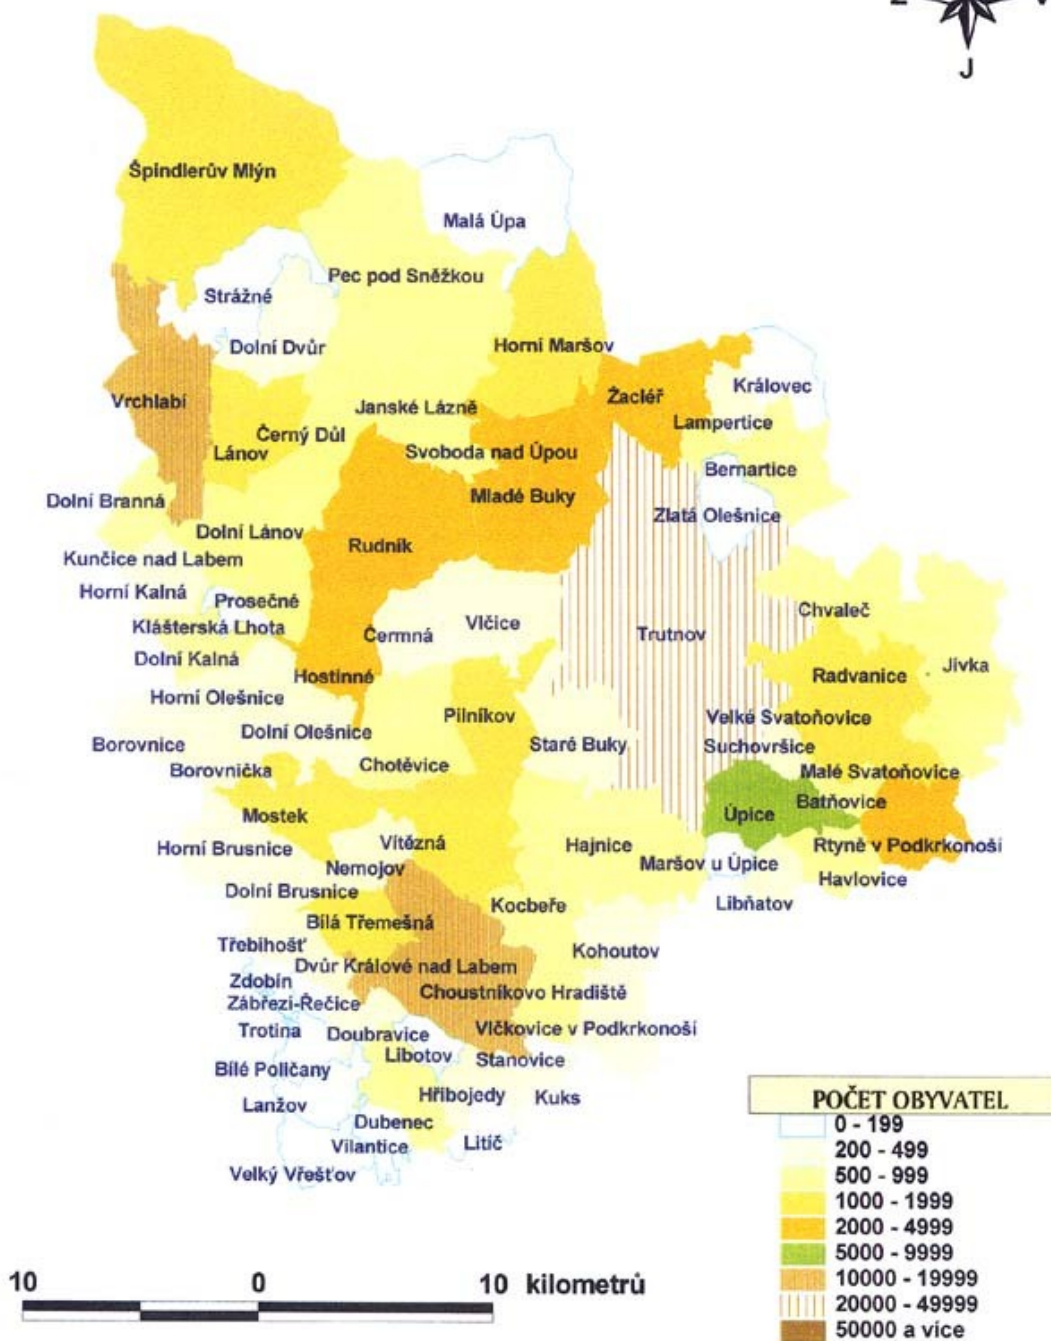 J
Špindlerův Mlýn
Malá Úpa
Pec pod Sněžkou
Strážné
Dolní Dvůr
Horní Maršov
Královec
Žacléř
Vrchlabí
Janské Lázně
Lampertice
Černý Důl
Lánov
Svoboda nad Úpou
Bernartice
Mladé Buky
Dolní Branná
Zlatá Olešnice
Dolní Lánov
Rudník
Kunčice nad Labem
Horní Kalná
Prosečné
Chvaleč
Klášterská Lhota
Čermná
Vlčice
Trutnov
Dolní Kalná
Jívka
Hostinné
Radvanice
Horní Olešnice
Pilníkov
Velké Svatoňovice
Dolní Olešnice
Borovnice
Staré Buky
Suchovršice
Chotěvice
Borovnička
Malé Svatoňovice
Batňovice
Mostek
Úpice
Vítězná
Hajnice
Rtyně v Podkrkonoší
Horní Brusnice
Maršov u Úpice
Nemojov
Havlovice
Dolní Brusnice
Kocbeře
Libňatov
Bílá Třemešná
Třebihošť
Kohoutov
Dvůr Králové nad Labem
Zdobín
Choustníkovo Hradiště
Zábřezí-Řečice
Trotina
Doubravice
Vlčkovice v Podkrkonoší
Libotov
Stanovice
Bílé Poličany
Hřibojedy
Kuks
Lanžov
Dubenec
Vilantice
Litíč
Velký Vřešťov
POČET OBYVATEL
0 - 199
200 - 499
500 - 999
1000 - 1999
2000 - 4999
5000 - 9999
10000 - 19999
20000 - 49999
50000 a více
10 0 10 kilometrů